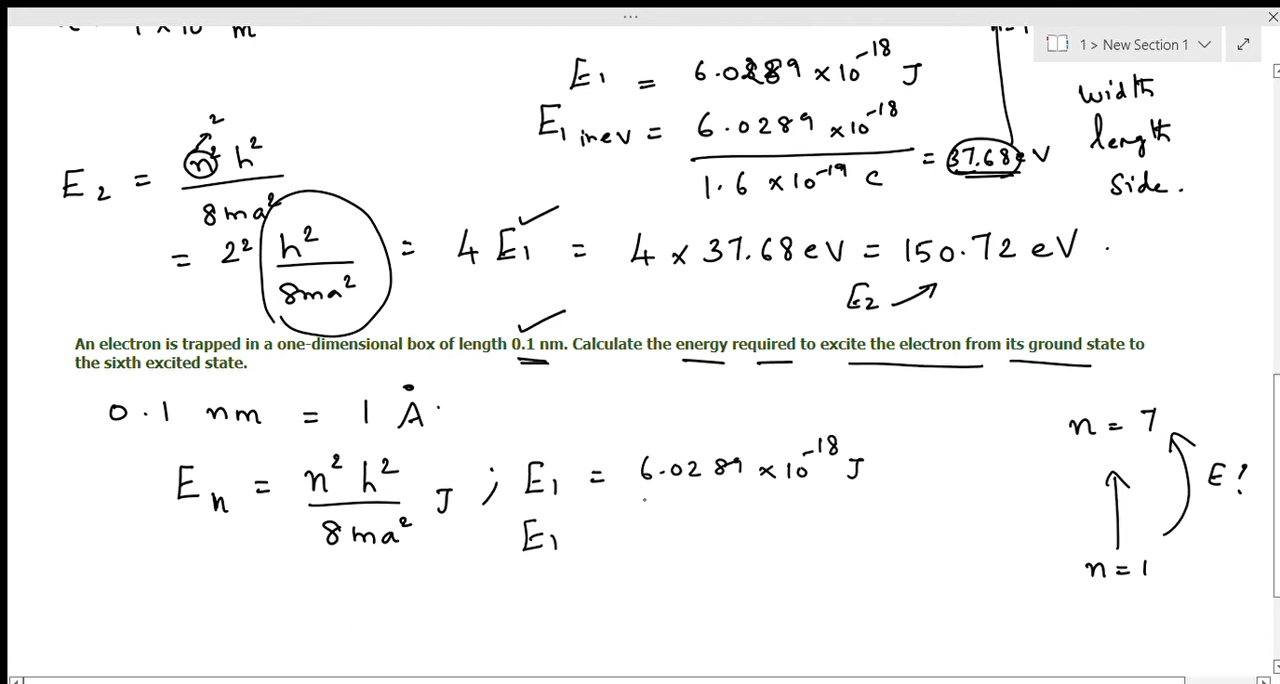 1 > New Section 1
E1 = 6.0289 × 10^-18 J
E1 in eV = 6.0289 × 10^-18 / 1.6 × 10^-19 C = 37.68 eV
width
length
side.
E2 = n² h² / 8ma²
2
= 2² h² / 8ma² = 4 E1 = 4 × 37.68 eV = 150.72 eV.
E2
An electron is trapped in a one-dimensional box of length 0.1 nm. Calculate the energy required to excite the electron from its ground state to
the sixth excited state.
0.1 nm = 1 Å.
n = 7
En = n² h² / 8ma² J ; E1 = 6.0289 × 10^-18 J
E?
E1
n = 1